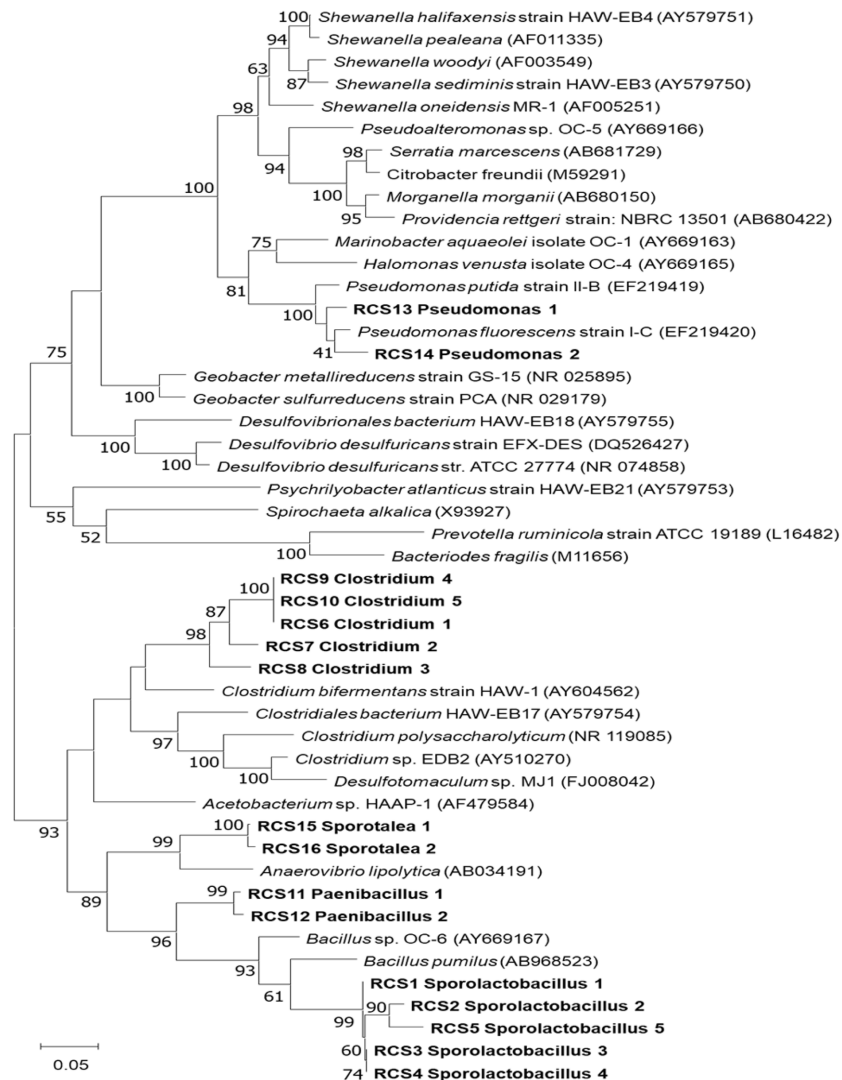 100 Shewanella halifaxensis strain HAW-EB4 (AY579751)
94 Shewanella pealeana (AF011335)
Shewanella woodyi (AF003549)
63
87 Shewanella sediminis strain HAW-EB3 (AY579750)
98 Shewanella oneidensis MR-1 (AF005251)
Pseudoalteromonas sp. OC-5 (AY669166)
98 Serratia marcescens (AB681729)
94 Citrobacter freundii (M59291)
100 100 Morganella morganii (AB680150)
95 Providencia rettgeri strain: NBRC 13501 (AB680422)
75 Marinobacter aquaeolei isolate OC-1 (AY669163)
Halomonas venusta isolate OC-4 (AY669165)
81 Pseudomonas putida strain II-B (EF219419)
100 RCS13 Pseudomonas 1
Pseudomonas fluorescens strain I-C (EF219420)
75 41 RCS14 Pseudomonas 2
Geobacter metallireducens strain GS-15 (NR 025895)
100 Geobacter sulfurreducens strain PCA (NR 029179)
Desulfovibrionales bacterium HAW-EB18 (AY579755)
100 Desulfovibrio desulfuricans strain EFX-DES (DQ526427)
100 Desulfovibrio desulfuricans str. ATCC 27774 (NR 074858)
Psychrilyobacter atlanticus strain HAW-EB21 (AY579753)
55 Spirochaeta alkalica (X93927)
52 Prevotella ruminicola strain ATCC 19189 (L16482)
100 Bacteriodes fragilis (M11656)
RCS9 Clostridium 4
100 RCS10 Clostridium 5
87 RCS6 Clostridium 1
98 RCS7 Clostridium 2
RCS8 Clostridium 3
Clostridium bifermentans strain HAW-1 (AY604562)
Clostridiales bacterium HAW-EB17 (AY579754)
97 Clostridium polysaccharolyticum (NR 119085)
100 Clostridium sp. EDB2 (AY510270)
100 Desulfotomaculum sp. MJ1 (FJ008042)
Acetobacterium sp. HAAP-1 (AF479584)
93 100 RCS15 Sporotalea 1
99 RCS16 Sporotalea 2
Anaerovibrio lipolytica (AB034191)
89 99 RCS11 Paenibacillus 1
RCS12 Paenibacillus 2
96 Bacillus sp. OC-6 (AY669167)
93 Bacillus pumilus (AB968523)
RCS1 Sporolactobacillus 1
61 90 RCS2 Sporolactobacillus 2
99 RCS5 Sporolactobacillus 5
60 RCS3 Sporolactobacillus 3
74 RCS4 Sporolactobacillus 4
0.05